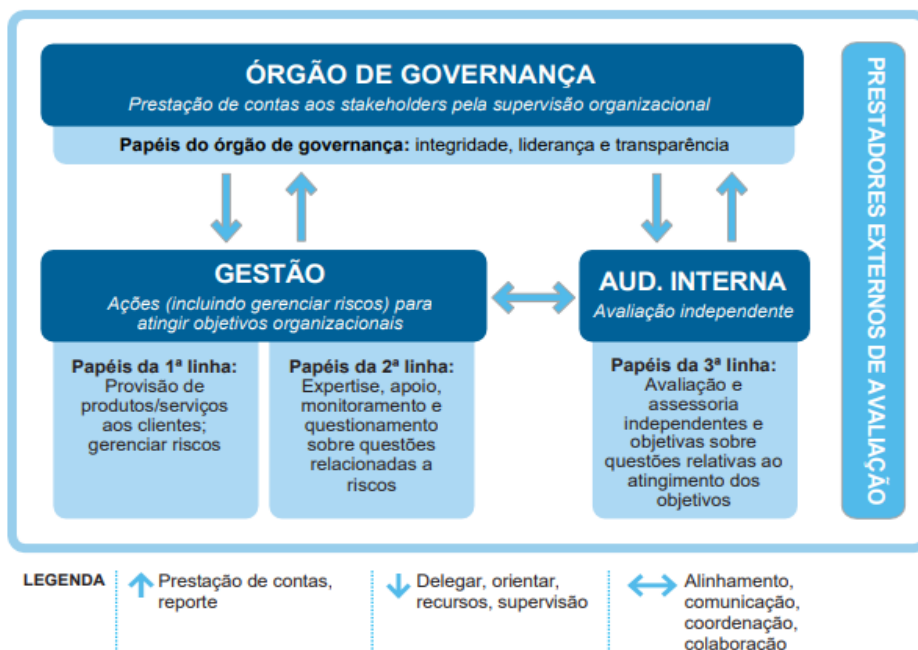 ÓRGÃO DE GOVERNANÇA
Prestação de contas aos stakeholders pela supervisão organizacional
Papéis do órgão de governança: integridade, liderança e transparência
GESTÃO
Ações (incluindo gerenciar riscos) para
atingir objetivos organizacionais
Papéis da 1ª linha:
Provisão de
produtos/serviços
aos clientes;
gerenciar riscos
Papéis da 2ª linha:
Expertise, apoio,
monitoramento e
questionamento
sobre questões
relacionadas a
riscos
AUD. INTERNA
Avaliação independente
Papéis da 3ª linha:
Avaliação e
assessoria
independentes e
objetivas sobre
questões relativas ao
atingimento dos
objetivos
PRESTADORES EXTERNOS DE AVALIAÇÃO
LEGENDA
Prestação de contas,
reporte
Delegar, orientar,
recursos, supervisão
Alinhamento,
comunicação,
coordenação,
colaboração